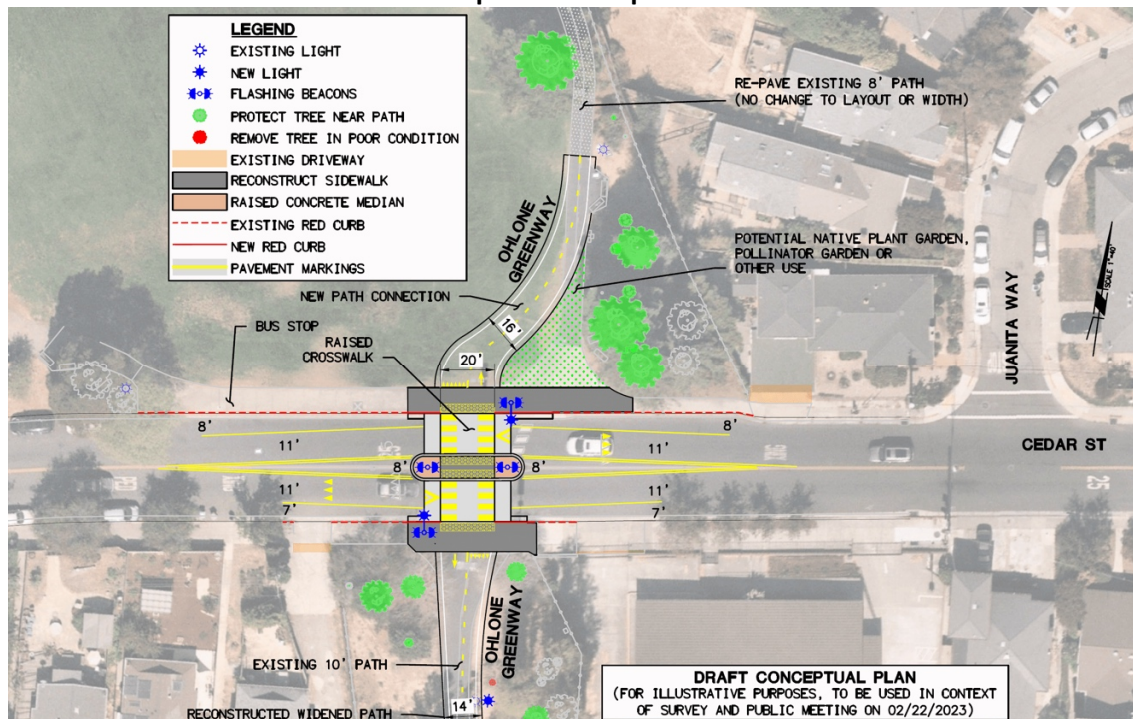 LEGEND
EXISTING LIGHT
NEW LIGHT
FLASHING BEACONS
PROTECT TREE NEAR PATH
REMOVE TREE IN POOR CONDITION
EXISTING DRIVEWAY
RECONSTRUCT SIDEWALK
RAISED CONCRETE MEDIAN
EXISTING RED CURB
NEW RED CURB
PAVEMENT MARKINGS
RE-PAVE EXISTING 8' PATH
(NO CHANGE TO LAYOUT OR WIDTH)
OHLONE
GREENWAY
POTENTIAL NATIVE PLANT GARDEN,
POLLINATOR GARDEN OR
OTHER USE
SCALE 1"=40'
JUANITA WAY
NEW PATH CONNECTION
16'
BUS STOP
RAISED
CROSSWALK
20'
8'
8'
11'
11'
CEDAR ST
8'
8'
11'
11'
7'
7'
25
25
OHLONE
GREENWAY
EXISTING 10' PATH
RECONSTRUCTED WIDENED PATH
14'
DRAFT CONCEPTUAL PLAN
(FOR ILLUSTRATIVE PURPOSES, TO BE USED IN CONTEXT
OF SURVEY AND PUBLIC MEETING ON 02/22/2023)